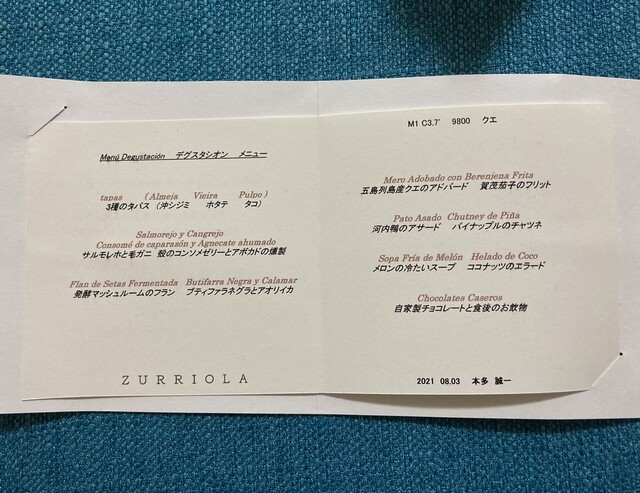 Menú Degustación デグスタシオン メニュー
tapas (Almeja Vieira Pulpo)
3種のタパス (沖シジミ ホタテ タコ)
Salmorejo y Cangrejo
Consomé de caparazón y Agnecate ahumado
サルモレホと毛ガニ 殻のコンソメゼリーとアボカドの燻製
Flan de Setas Fermentada Butifarra Negra y Calamar
発酵マッシュルームのフラン ブティファラネグラとアオリイカ
ZURRIOLA
M1 C3.7' 9800 クエ
Mero Adobado con Berenjena Frita
五島列島産クエのアドバード 賀茂茄子のフリット
Pato Asado Chutney de Piña
河内鴨のアサード パイナップルのチャツネ
Sopa Fría de Melón Helado de Coco
メロンの冷たいスープ ココナッツのエラード
Chocolates Caseros
自家製チョコレートと食後のお飲物
2021 08.03 本多 誠一